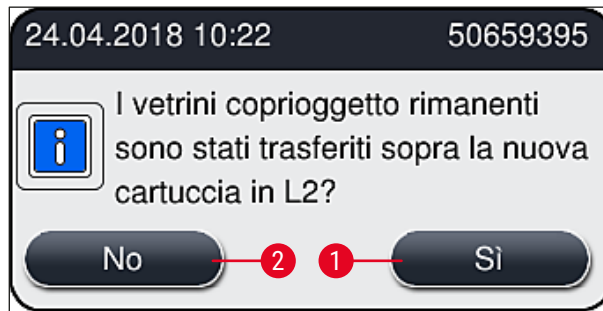 24.04.2018 10:22 50659395
I vetrini coprioggetto rimanenti
sono stati trasferiti sopra la nuova
cartuccia in L2?
No 2 1 Sì